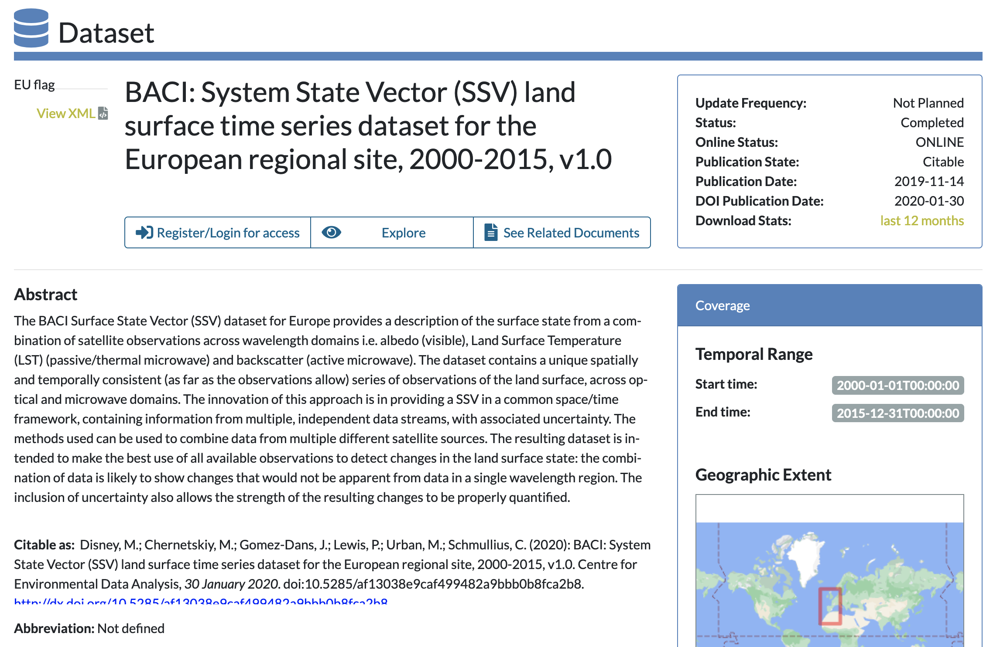 Dataset
EU flag
View XML
BACI: System State Vector (SSV) land
surface time series dataset for the
European regional site, 2000-2015, v1.0
Register/Login for access
Explore
See Related Documents
Update Frequency: Not Planned
Status: Completed
Online Status: ONLINE
Publication State: Citable
Publication Date: 2019-11-14
DOI Publication Date: 2020-01-30
Download Stats: last 12 months
Abstract
The BACI Surface State Vector (SSV) dataset for Europe provides a description of the surface state from a com-
bination of satellite observations across wavelength domains i.e. albedo (visible), Land Surface Temperature
(LST) (passive/thermal microwave) and backscatter (active microwave). The dataset contains a unique spatially
and temporally consistent (as far as the observations allow) series of observations of the land surface, across op-
tical and microwave domains. The innovation of this approach is in providing a SSV in a common space/time
framework, containing information from multiple, independent data streams, with associated uncertainty. The
methods used can be used to combine data from multiple different satellite sources. The resulting dataset is in-
tended to make the best use of all available observations to detect changes in the land surface state: the combi-
nation of data is likely to show changes that would not be apparent from data in a single wavelength region. The
inclusion of uncertainty also allows the strength of the resulting changes to be properly quantified.
Citable as: Disney, M.; Chernetskiy, M.; Gomez-Dans, J.; Lewis, P.; Urban, M.; Schmullius, C. (2020): BACI: System
State Vector (SSV) land surface time series dataset for the European regional site, 2000-2015, v1.0. Centre for
Environmental Data Analysis, 30 January 2020. doi:10.5285/af13038e9caf499482a9bbb0b8fca2b8.
http://dx.doi.org/10.5285/af13038e9caf499482a9bbb0b8fca2b8
Abbreviation: Not defined
Coverage
Temporal Range
Start time: 2000-01-01T00:00:00
End time: 2015-12-31T00:00:00
Geographic Extent